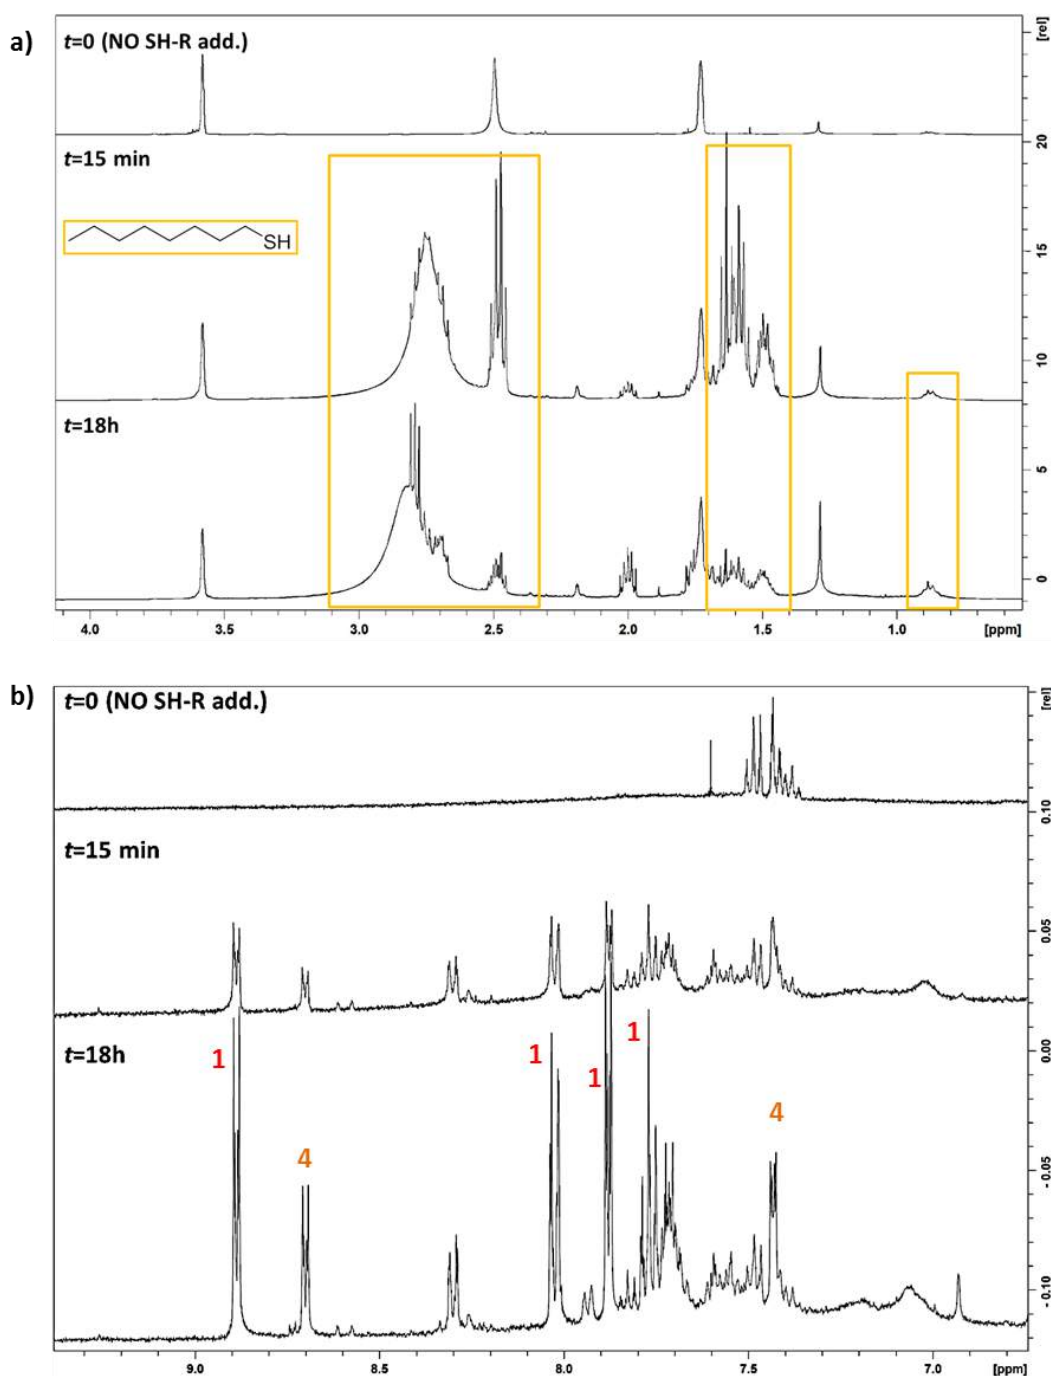 a)
t=0 (NO SH-R add.)
[rel]
20
t=15 min
15
SH
10
t=18h
5
0
4.0 3.5 3.0 2.5 2.0 1.5 1.0 [ppm]
b)
t=0 (NO SH-R add.)
[rel]
0.10
t=15 min
0.05
0.00
t=18h
1 1 1 1
4 4
- 0.05
- 0.10
9.0 8.5 8.0 7.5 7.0 [ppm]